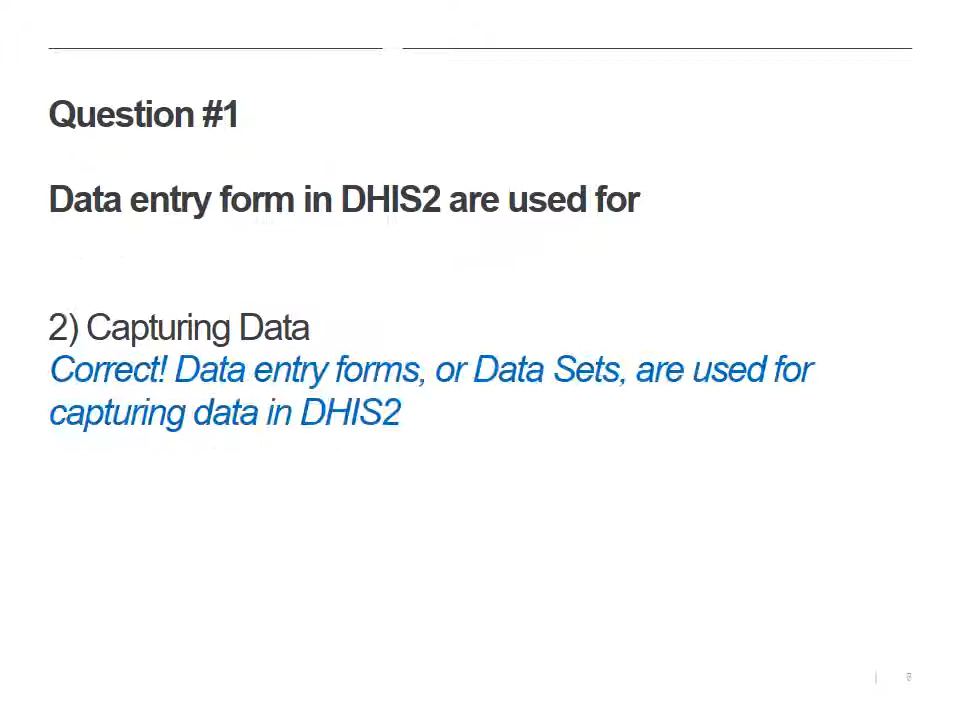 Question #1
Data entry form in DHIS2 are used for
2) Capturing Data
Correct! Data entry forms, or Data Sets, are used for
capturing data in DHIS2